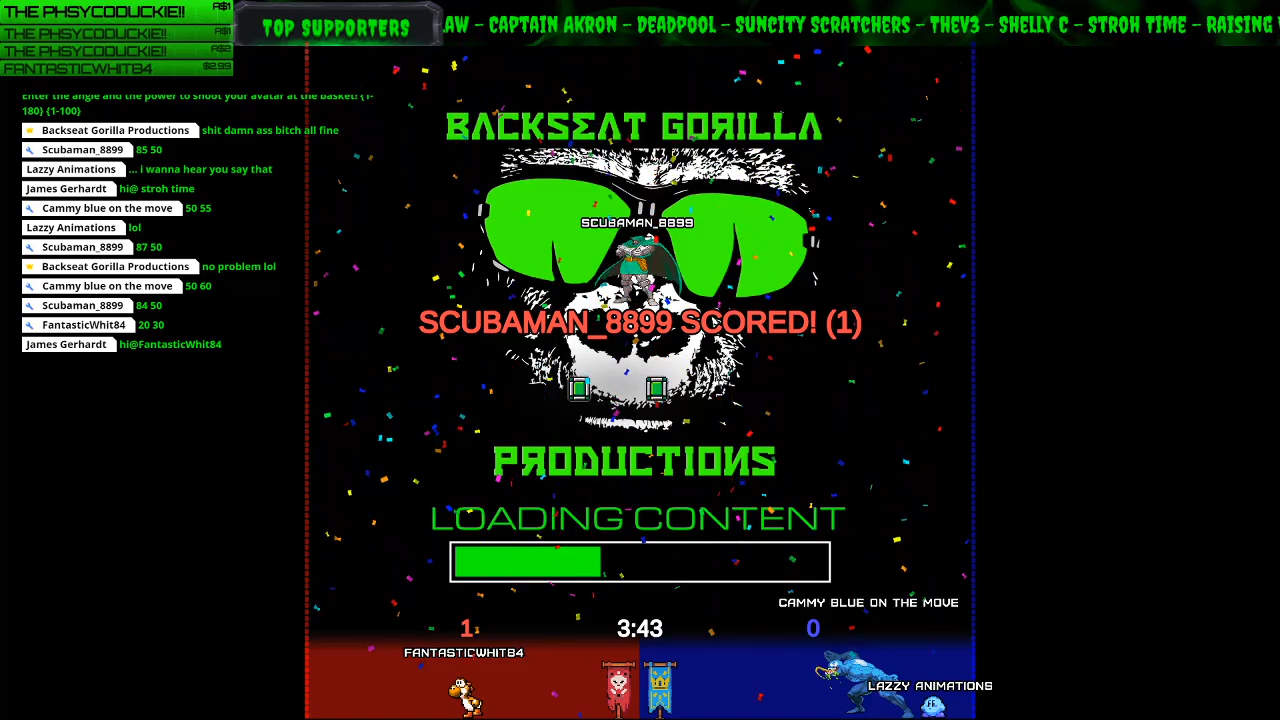 THE PHSYCODUCKIE!! A$1
THE PHSYCODUCKIE!! A$1
THE PHSYCODUCKIE!! A$2
FANTASTICWHIT84 $2.99
TOP SUPPORTERS
AW – CAPTAIN AKRON – DEADPOOL – SUNCITY SCRATCHERS – THEV3 – SHELLY C – STROH TIME – RAISING
Enter the angle and the power to shoot your avatar at the basket! {1-
180} {1-100}
Backseat Gorilla Productions shit damn ass bitch all fine
Scubaman_8899 85 50
Lazzy Animations ... i wanna hear you say that
James Gerhardt hi@ stroh time
Cammy blue on the move 50 55
Lazzy Animations lol
Scubaman_8899 87 50
Backseat Gorilla Productions no problem lol
Cammy blue on the move 50 60
Scubaman_8899 84 50
FantasticWhit84 20 30
James Gerhardt hi@FantasticWhit84
BACKSEAT GORILLA
SCUBAMAN_8899
SCUBAMAN_8899 SCORED! (1)
PRODUCTIONS
LOADING CONTENT
CAMMY BLUE ON THE MOVE
1 3:43 0
FANTASTICWHIT84
LAZZY ANIMATIONS
FF